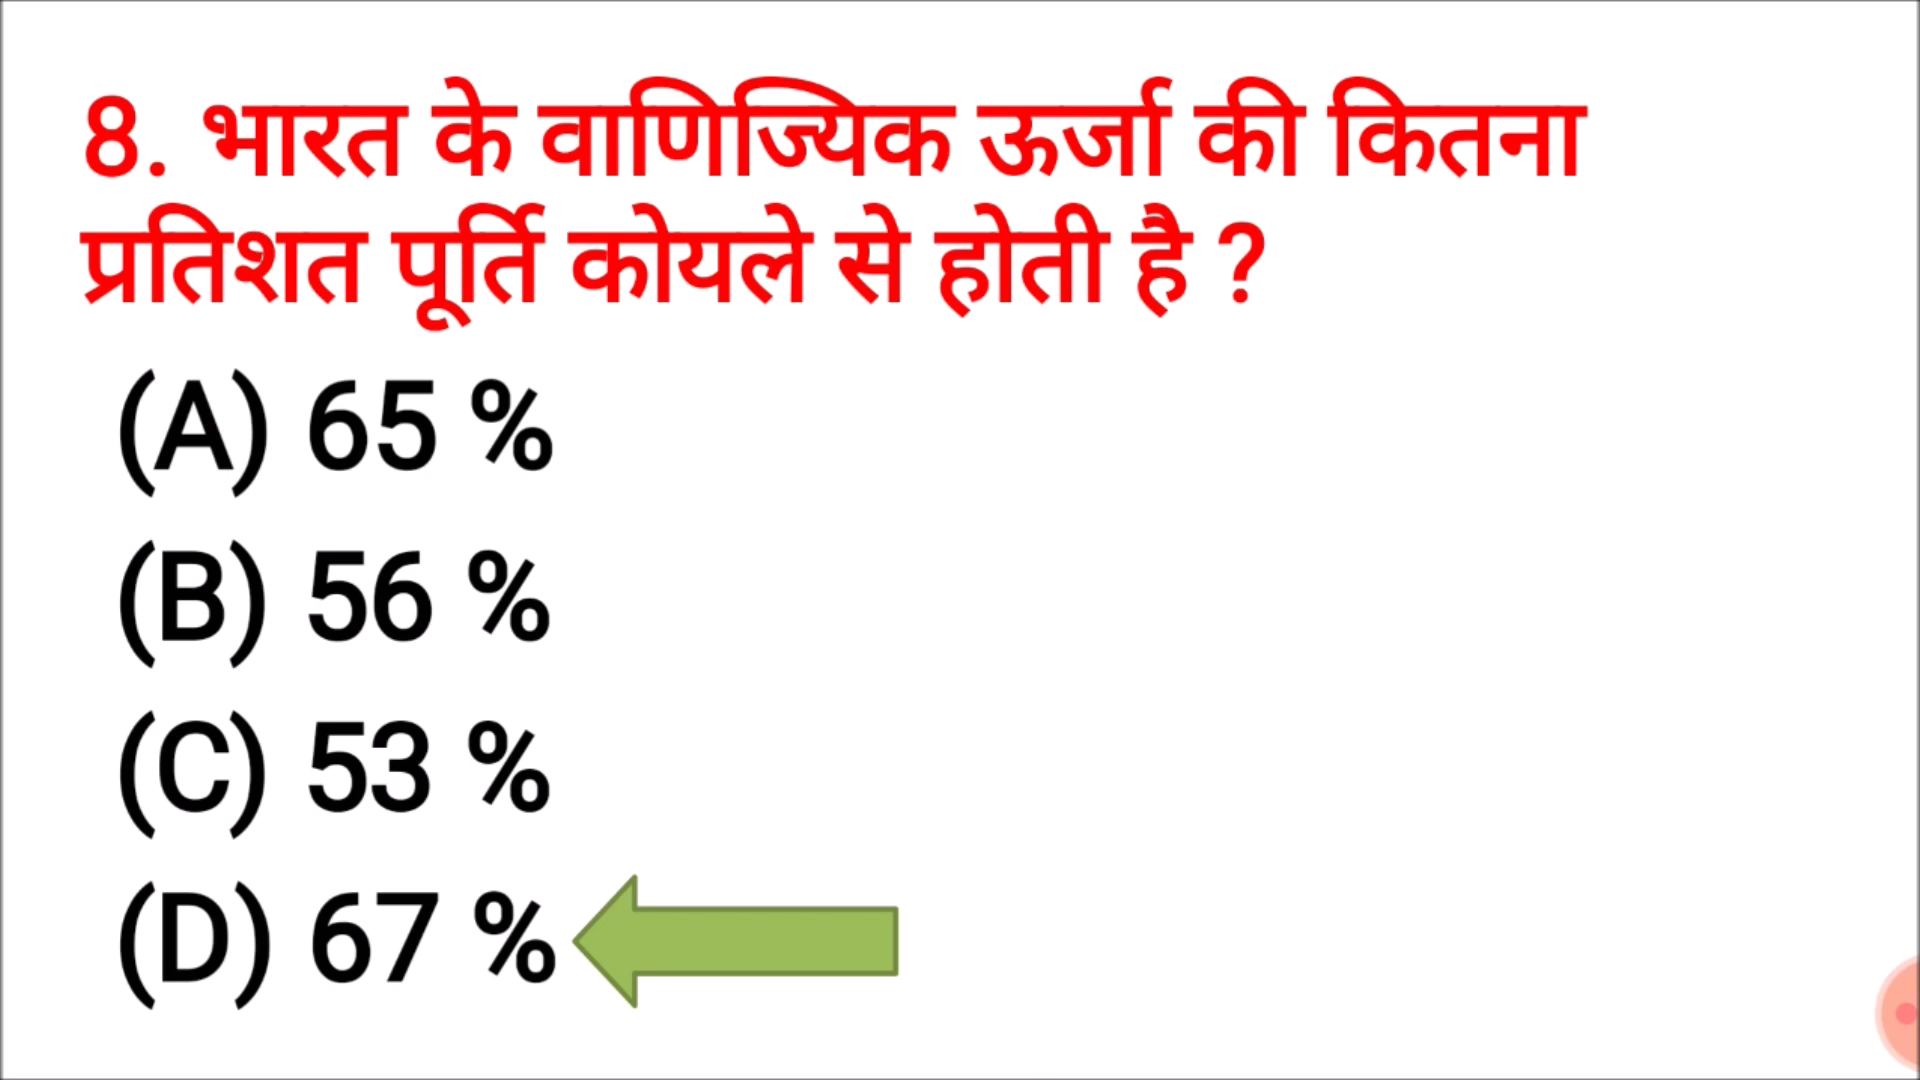 8. भारत के वाणिज्यिक ऊर्जा की कितना
प्रतिशत पूर्ति कोयले से होती है ?
(A) 65 %
(B) 56 %
(C) 53 %
(D) 67 %